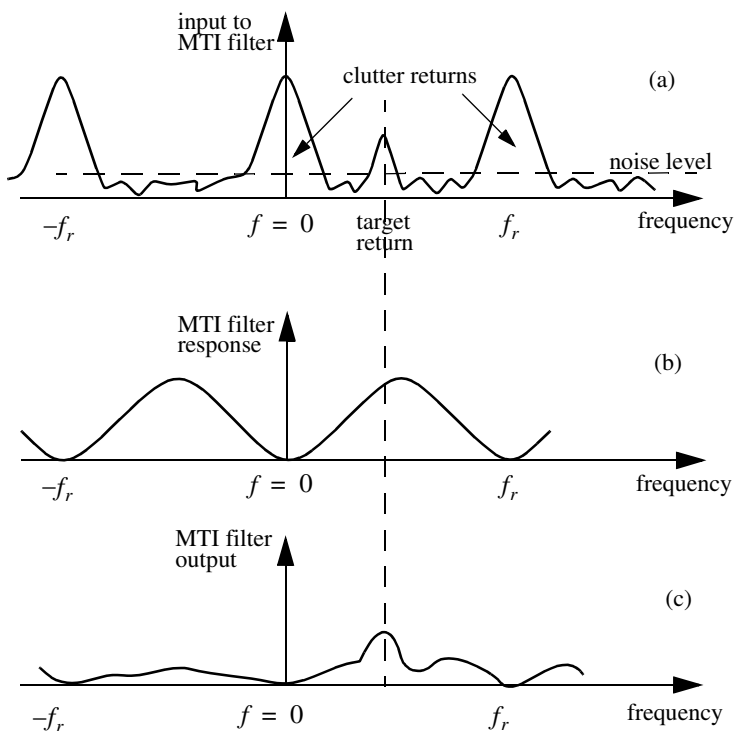 input to
MTI filter
clutter returns
(a)
noise level
–f_r
f = 0
target
return
f_r
frequency
MTI filter
response
(b)
–f_r
f = 0
f_r
frequency
MTI filter
output
(c)
–f_r
f = 0
f_r
frequency